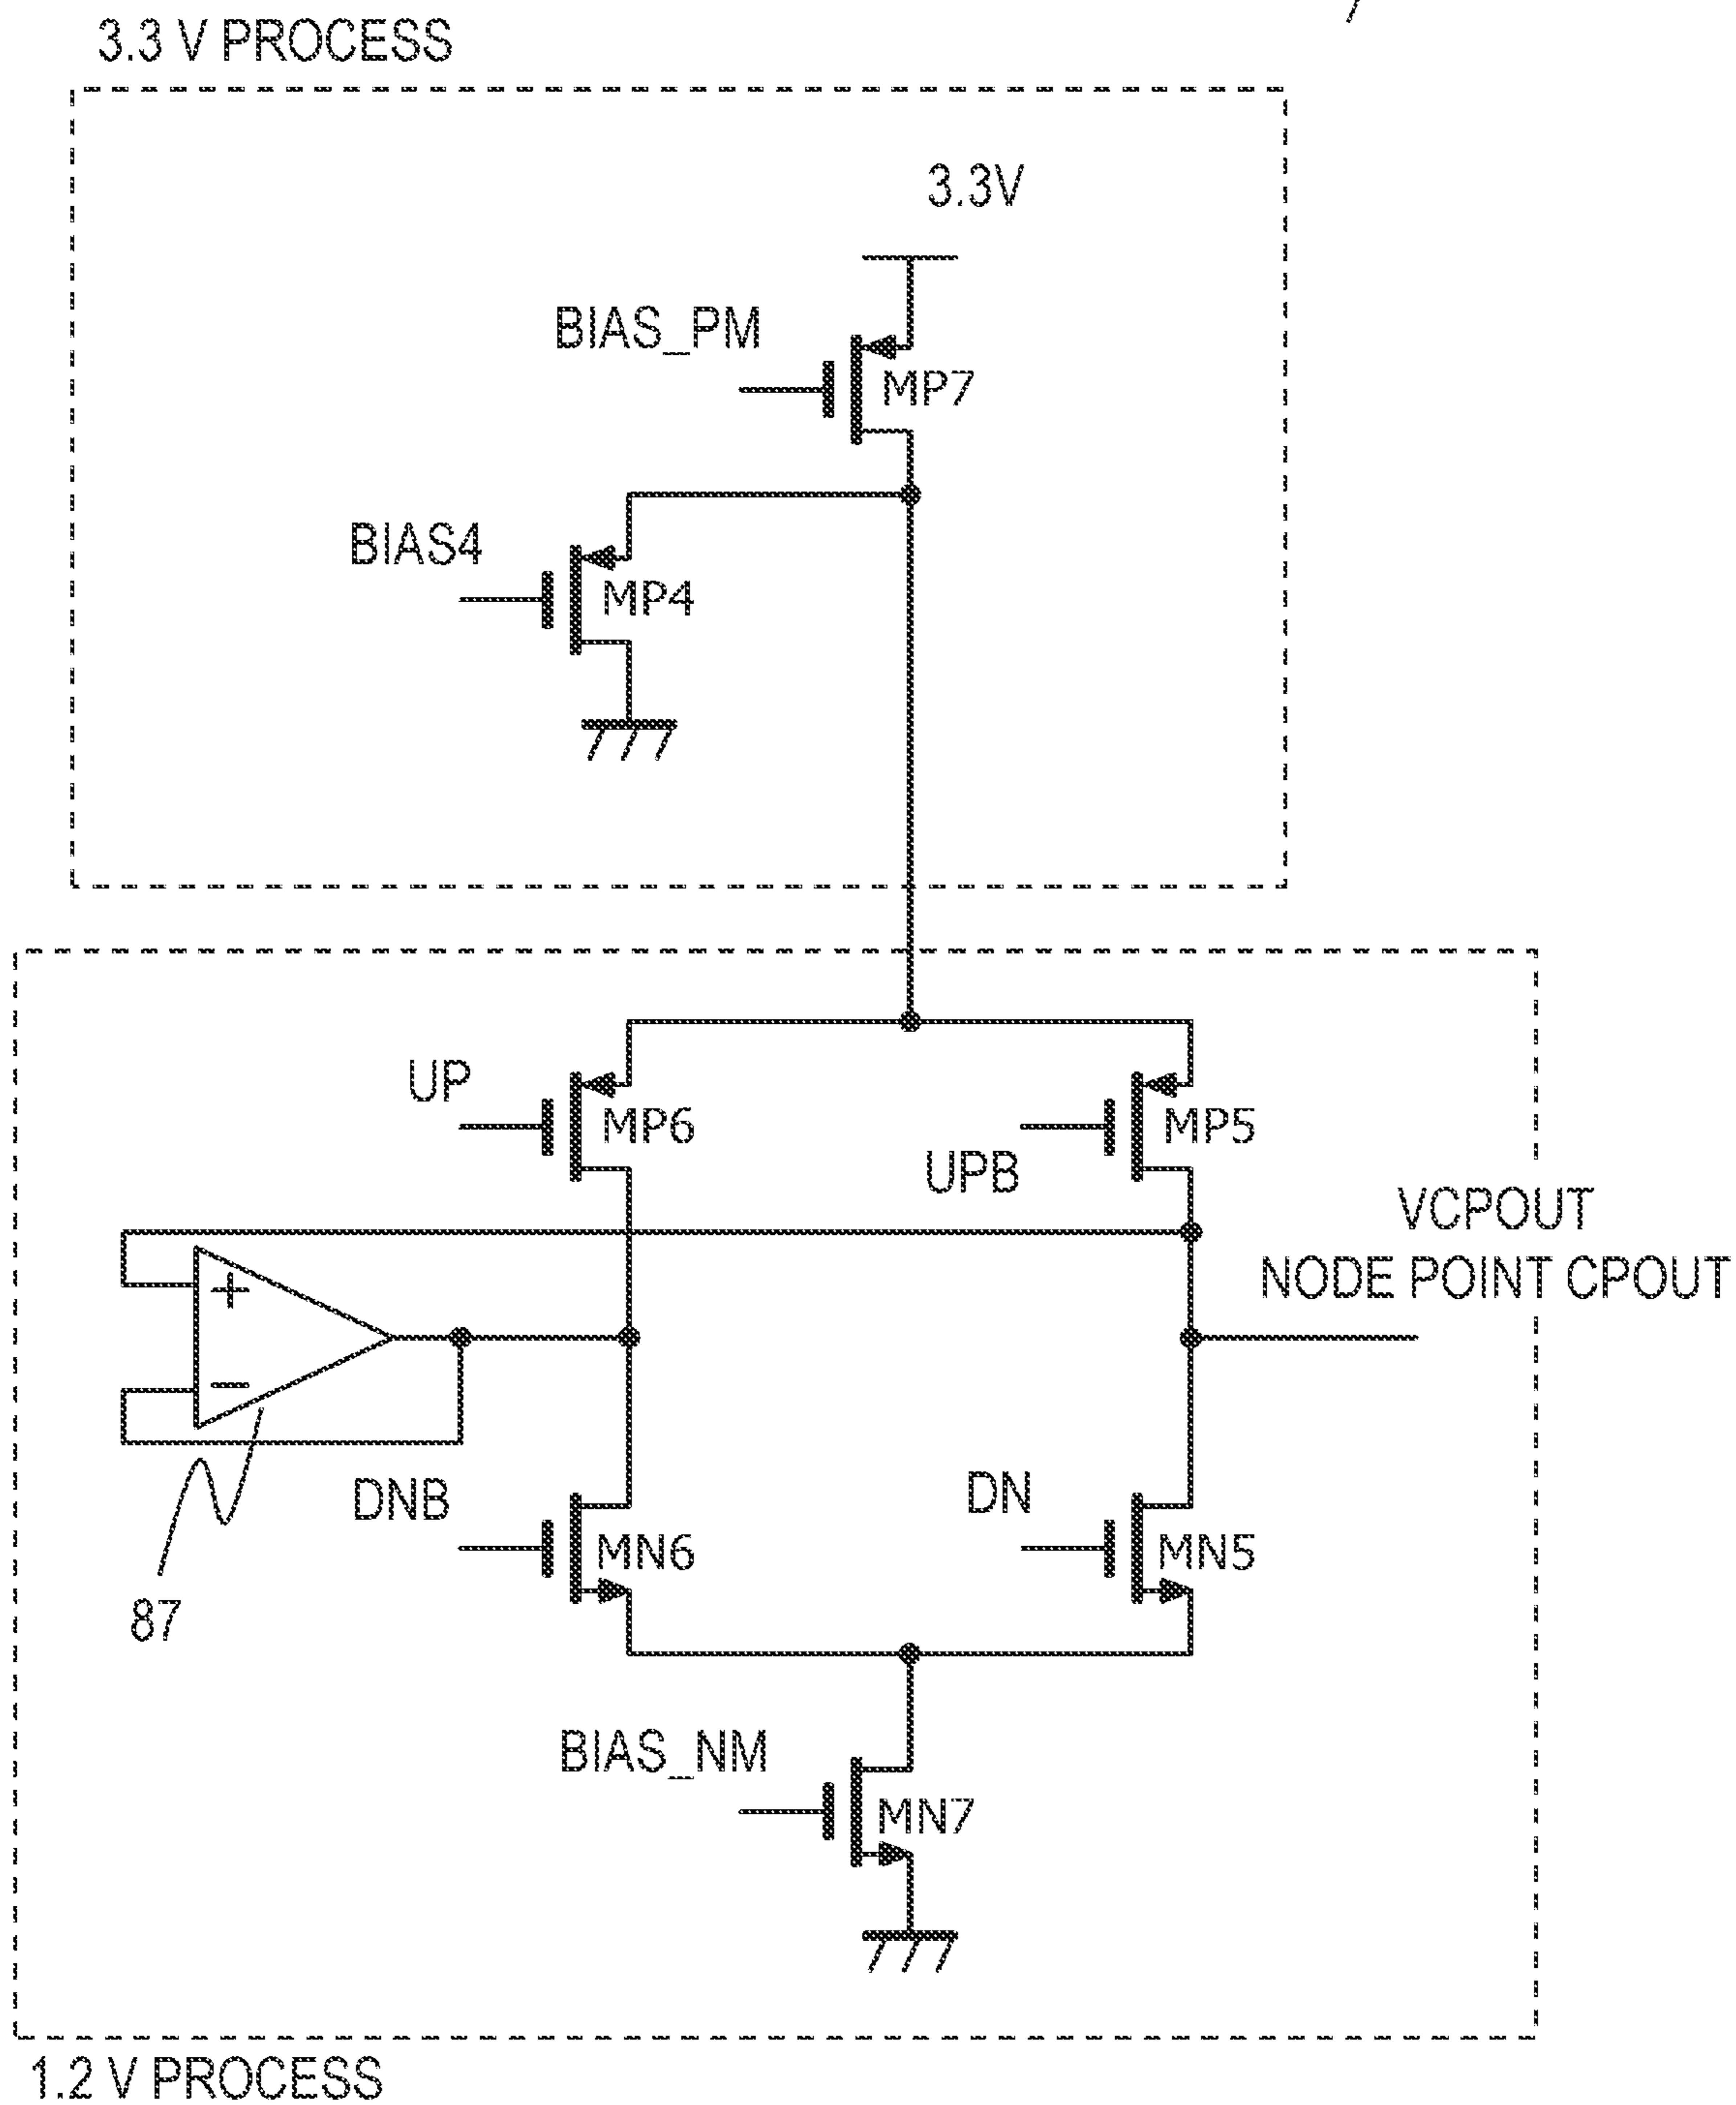 3.3 V PROCESS
3.3V
BIAS_PM
MP7
BIAS4
MP4
UP
MP6
MP5
UPB
VCPOUT
NODE POINT CPOUT
+
−
DNB
DN
MN6
MN5
87
BIAS_NM
MN7
1.2 V PROCESS